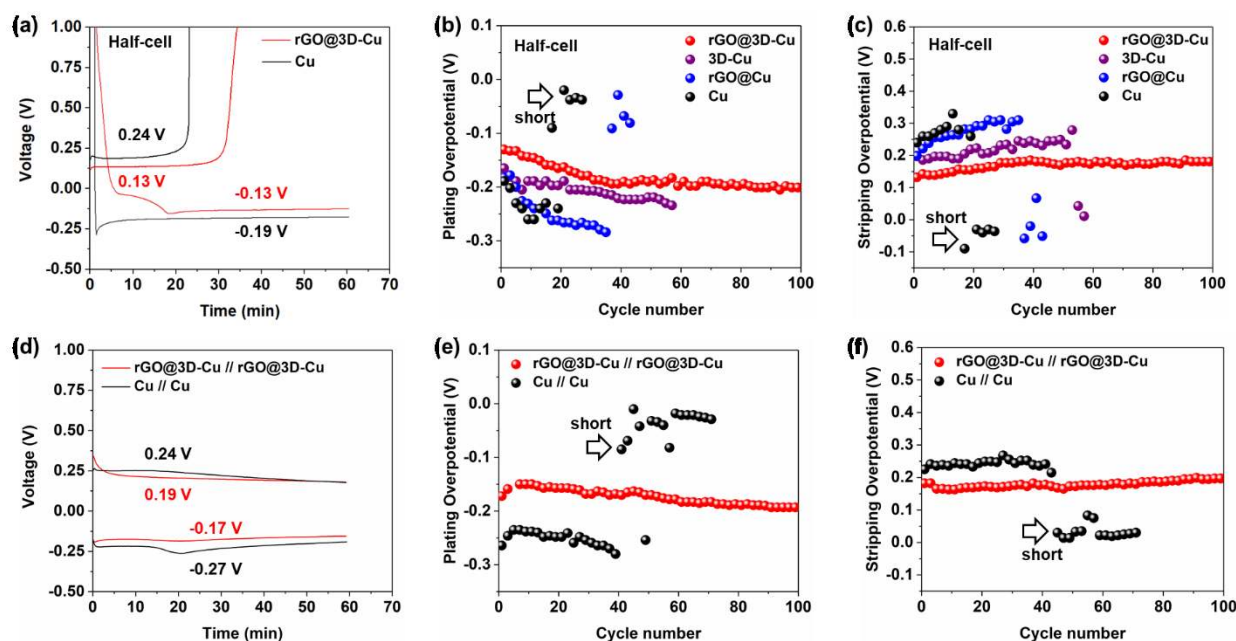 (a)
1.00
0.75
0.50
0.25
0.00
-0.25
-0.50
Voltage (V)
Half-cell
rGO@3D-Cu
Cu
0.24 V
0.13 V
-0.13 V
-0.19 V
0 10 20 30 40 50 60 70
Time (min)
(b)
0.1
0.0
-0.1
-0.2
-0.3
Plating Overpotential (V)
Half-cell
rGO@3D-Cu
3D-Cu
rGO@Cu
Cu
short
0 20 40 60 80 100
Cycle number
(c)
0.6
0.5
0.4
0.3
0.2
0.1
0.0
-0.1
Stripping Overpotential (V)
Half-cell
rGO@3D-Cu
3D-Cu
rGO@Cu
Cu
short
0 20 40 60 80 100
Cycle number
(d)
1.00
0.75
0.50
0.25
0.00
-0.25
-0.50
Voltage (V)
rGO@3D-Cu // rGO@3D-Cu
Cu // Cu
0.24 V
0.19 V
-0.17 V
-0.27 V
0 10 20 30 40 50 60 70
Time (min)
(e)
0.1
0.0
-0.1
-0.2
-0.3
Plating Overpotential (V)
rGO@3D-Cu // rGO@3D-Cu
Cu // Cu
short
0 20 40 60 80 100
Cycle number
(f)
0.6
0.5
0.4
0.3
0.2
0.1
0.0
0.1
Stripping Overpotential (V)
rGO@3D-Cu // rGO@3D-Cu
Cu // Cu
short
0 20 40 60 80 100
Cycle number